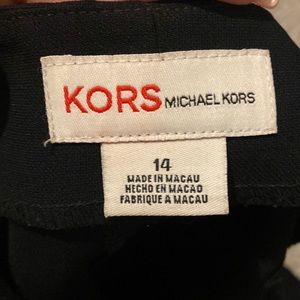 KORS MICHAEL KORS
14
MADE IN MACAU
HECHO EN MACAO
FABRIQUE A MACAU